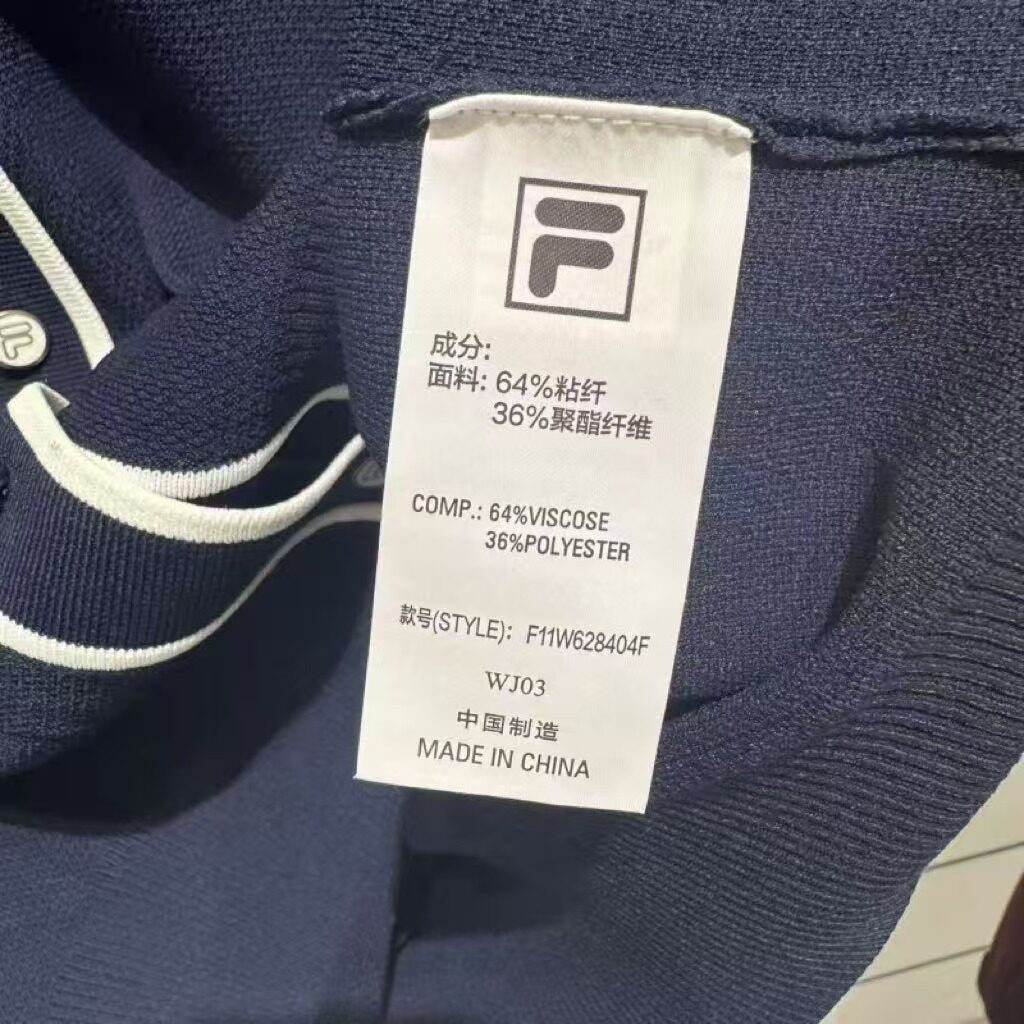 F
成分:
面料: 64%粘纤
36%聚酯纤维
COMP.: 64%VISCOSE
36%POLYESTER
款号(STYLE): F11W628404F
WJ03
中国制造
MADE IN CHINA